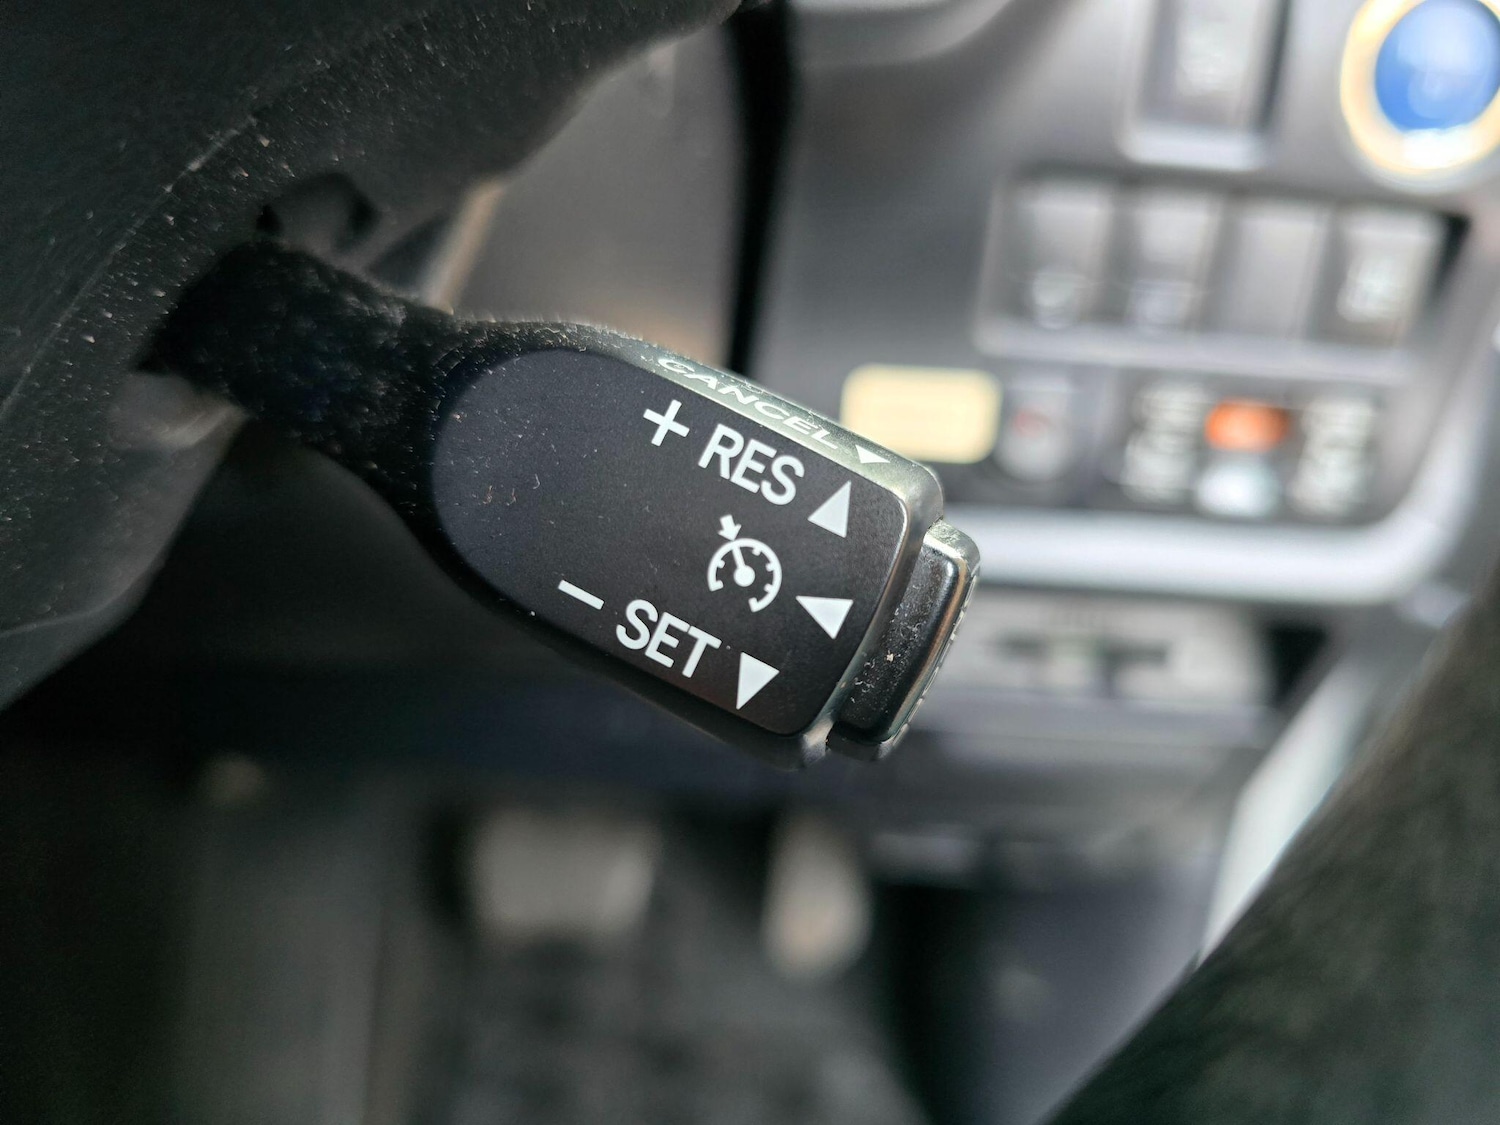 CANCEL
+ RES
– SET